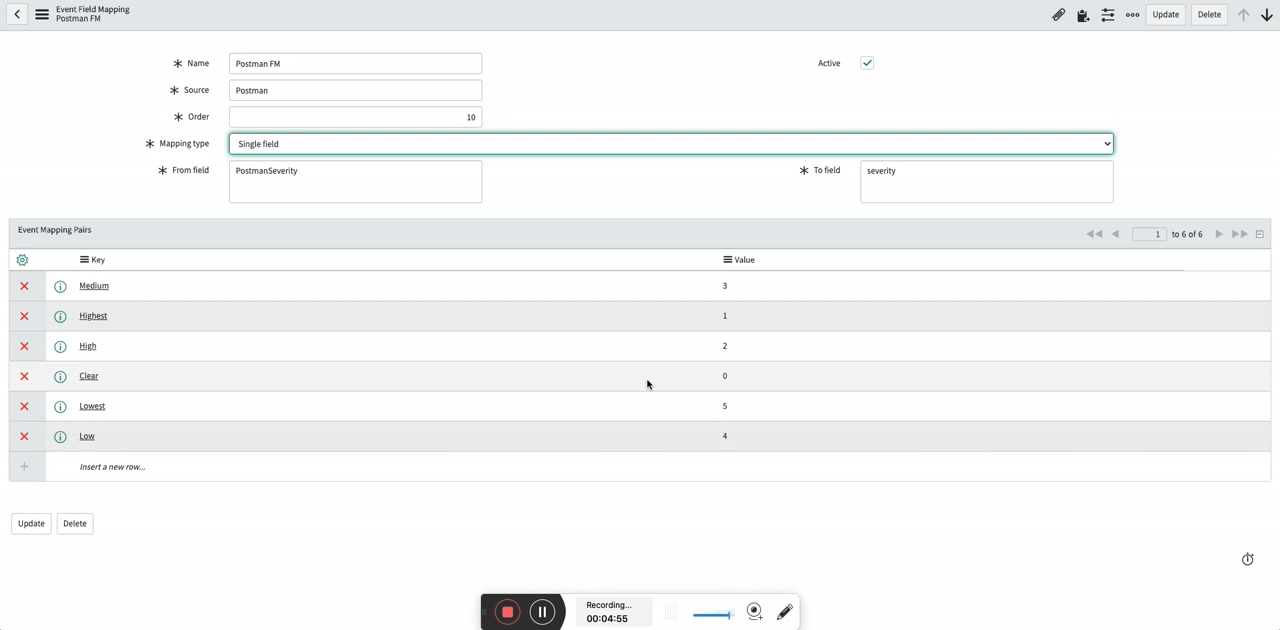 Event Field Mapping
Postman FM
Update
Delete
Name
Postman FM
Active
Source
Postman
Order
10
Mapping type
Single field
From field
PostmanSeverity
To field
severity
Event Mapping Pairs
1 to 6 of 6
Key
Value
Medium
3
Highest
1
High
2
Clear
0
Lowest
5
Low
4
Insert a new row...
Update
Delete
Recording...
00:04:55